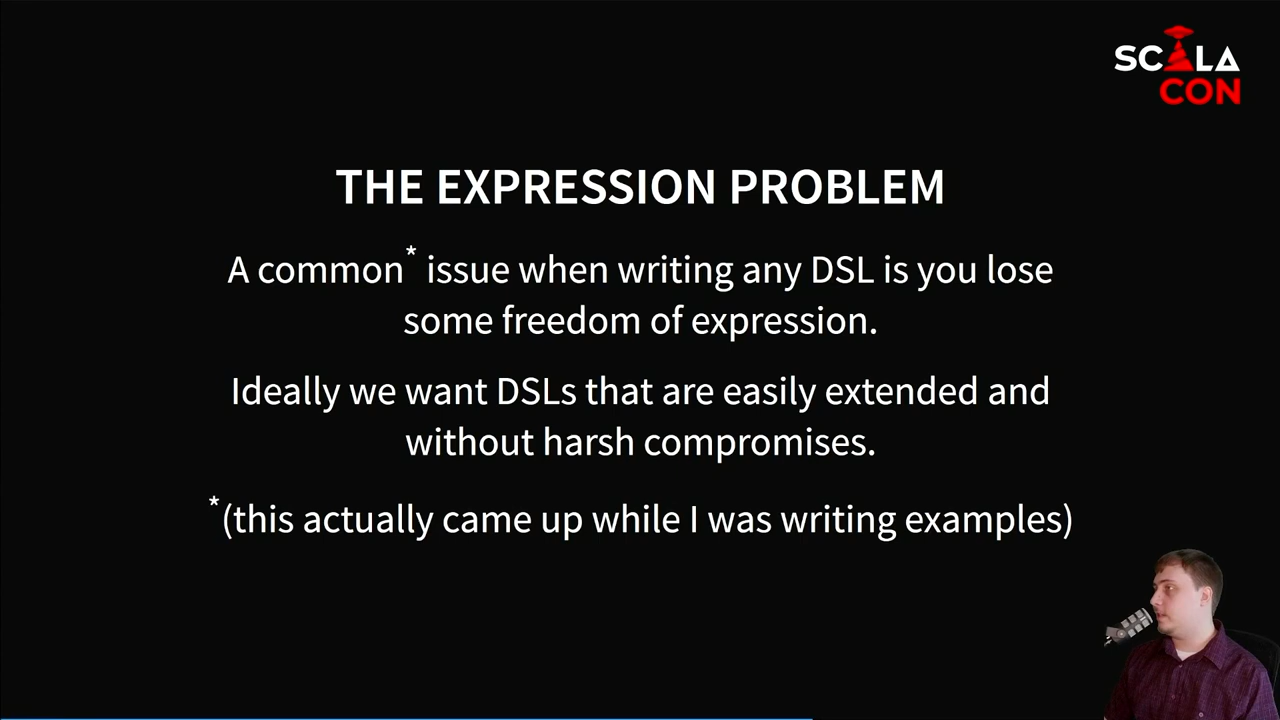 SCALA
CON
THE EXPRESSION PROBLEM
A common* issue when writing any DSL is you lose
some freedom of expression.
Ideally we want DSLs that are easily extended and
without harsh compromises.
*(this actually came up while I was writing examples)